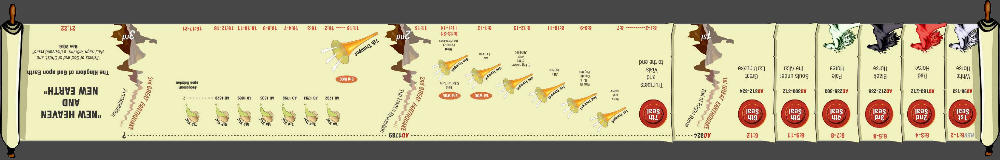 REV6:1-2
1st
Seal
AD96-183
White
Horse
6:3-4
2nd
Seal
AD183-212
Red
Horse
6:5-6
3rd
Seal
AD212-235
Black
Horse
6:7-8
4th
Seal
AD235-303
Pale
Horse
6:9-11
5th
Seal
AD303-312
Souls under
the Altar
6:12
6th
Seal
AD312-324
Great
Earthquake
AD324
1st GREAT EARTHQUAKE
Fall of Pagan Rome
1st
7th
Seal
Trumpets
and
Vials
to the end
8:1-2----------- 8:7
1st Trumpet
Huns
and
Goths
2nd Trumpet
Vandals
attack
Coastal
Regions
8:8-9
3rd Trumpet
Attila
the Hun
8:10-11
4th Trumpet
Ruling powers
of the
West
Darkened
8:12-13
1st WOE
5th Trumpet
Arab
Locusts
9:1-12
2nd WOE
East
Ottoman Turks
6th Trumpet
West
Period of
the Witnesses
9:13-21
11:1-14
AD1789
2nd GREAT EARTHQUAKE
The French Revolution
2nd
11:13
3rd WOE
7th Trumpet
11:15 ----- 16:2
1st Vial
AD 1792
2nd Vial
AD 1793
16:3
3rd Vial
AD 1796
16:4-7
4th Vial
AD 1805
16:8-9
5th Vial
AD 1809
16:10-11
6th Vial
AD 1820 --------- ?
16:12-16
7th Vial
Judgement
upon Babylon
16:17-21
?
3rd GREAT EARTHQUAKE
Armageddon
3rd
"NEW HEAVEN
AND
NEW EARTH"
The Kingdom of God upon Earth
"Priests of God and of Christ, and
shall reign with him a thousand years"
Rev 20:6
21,22